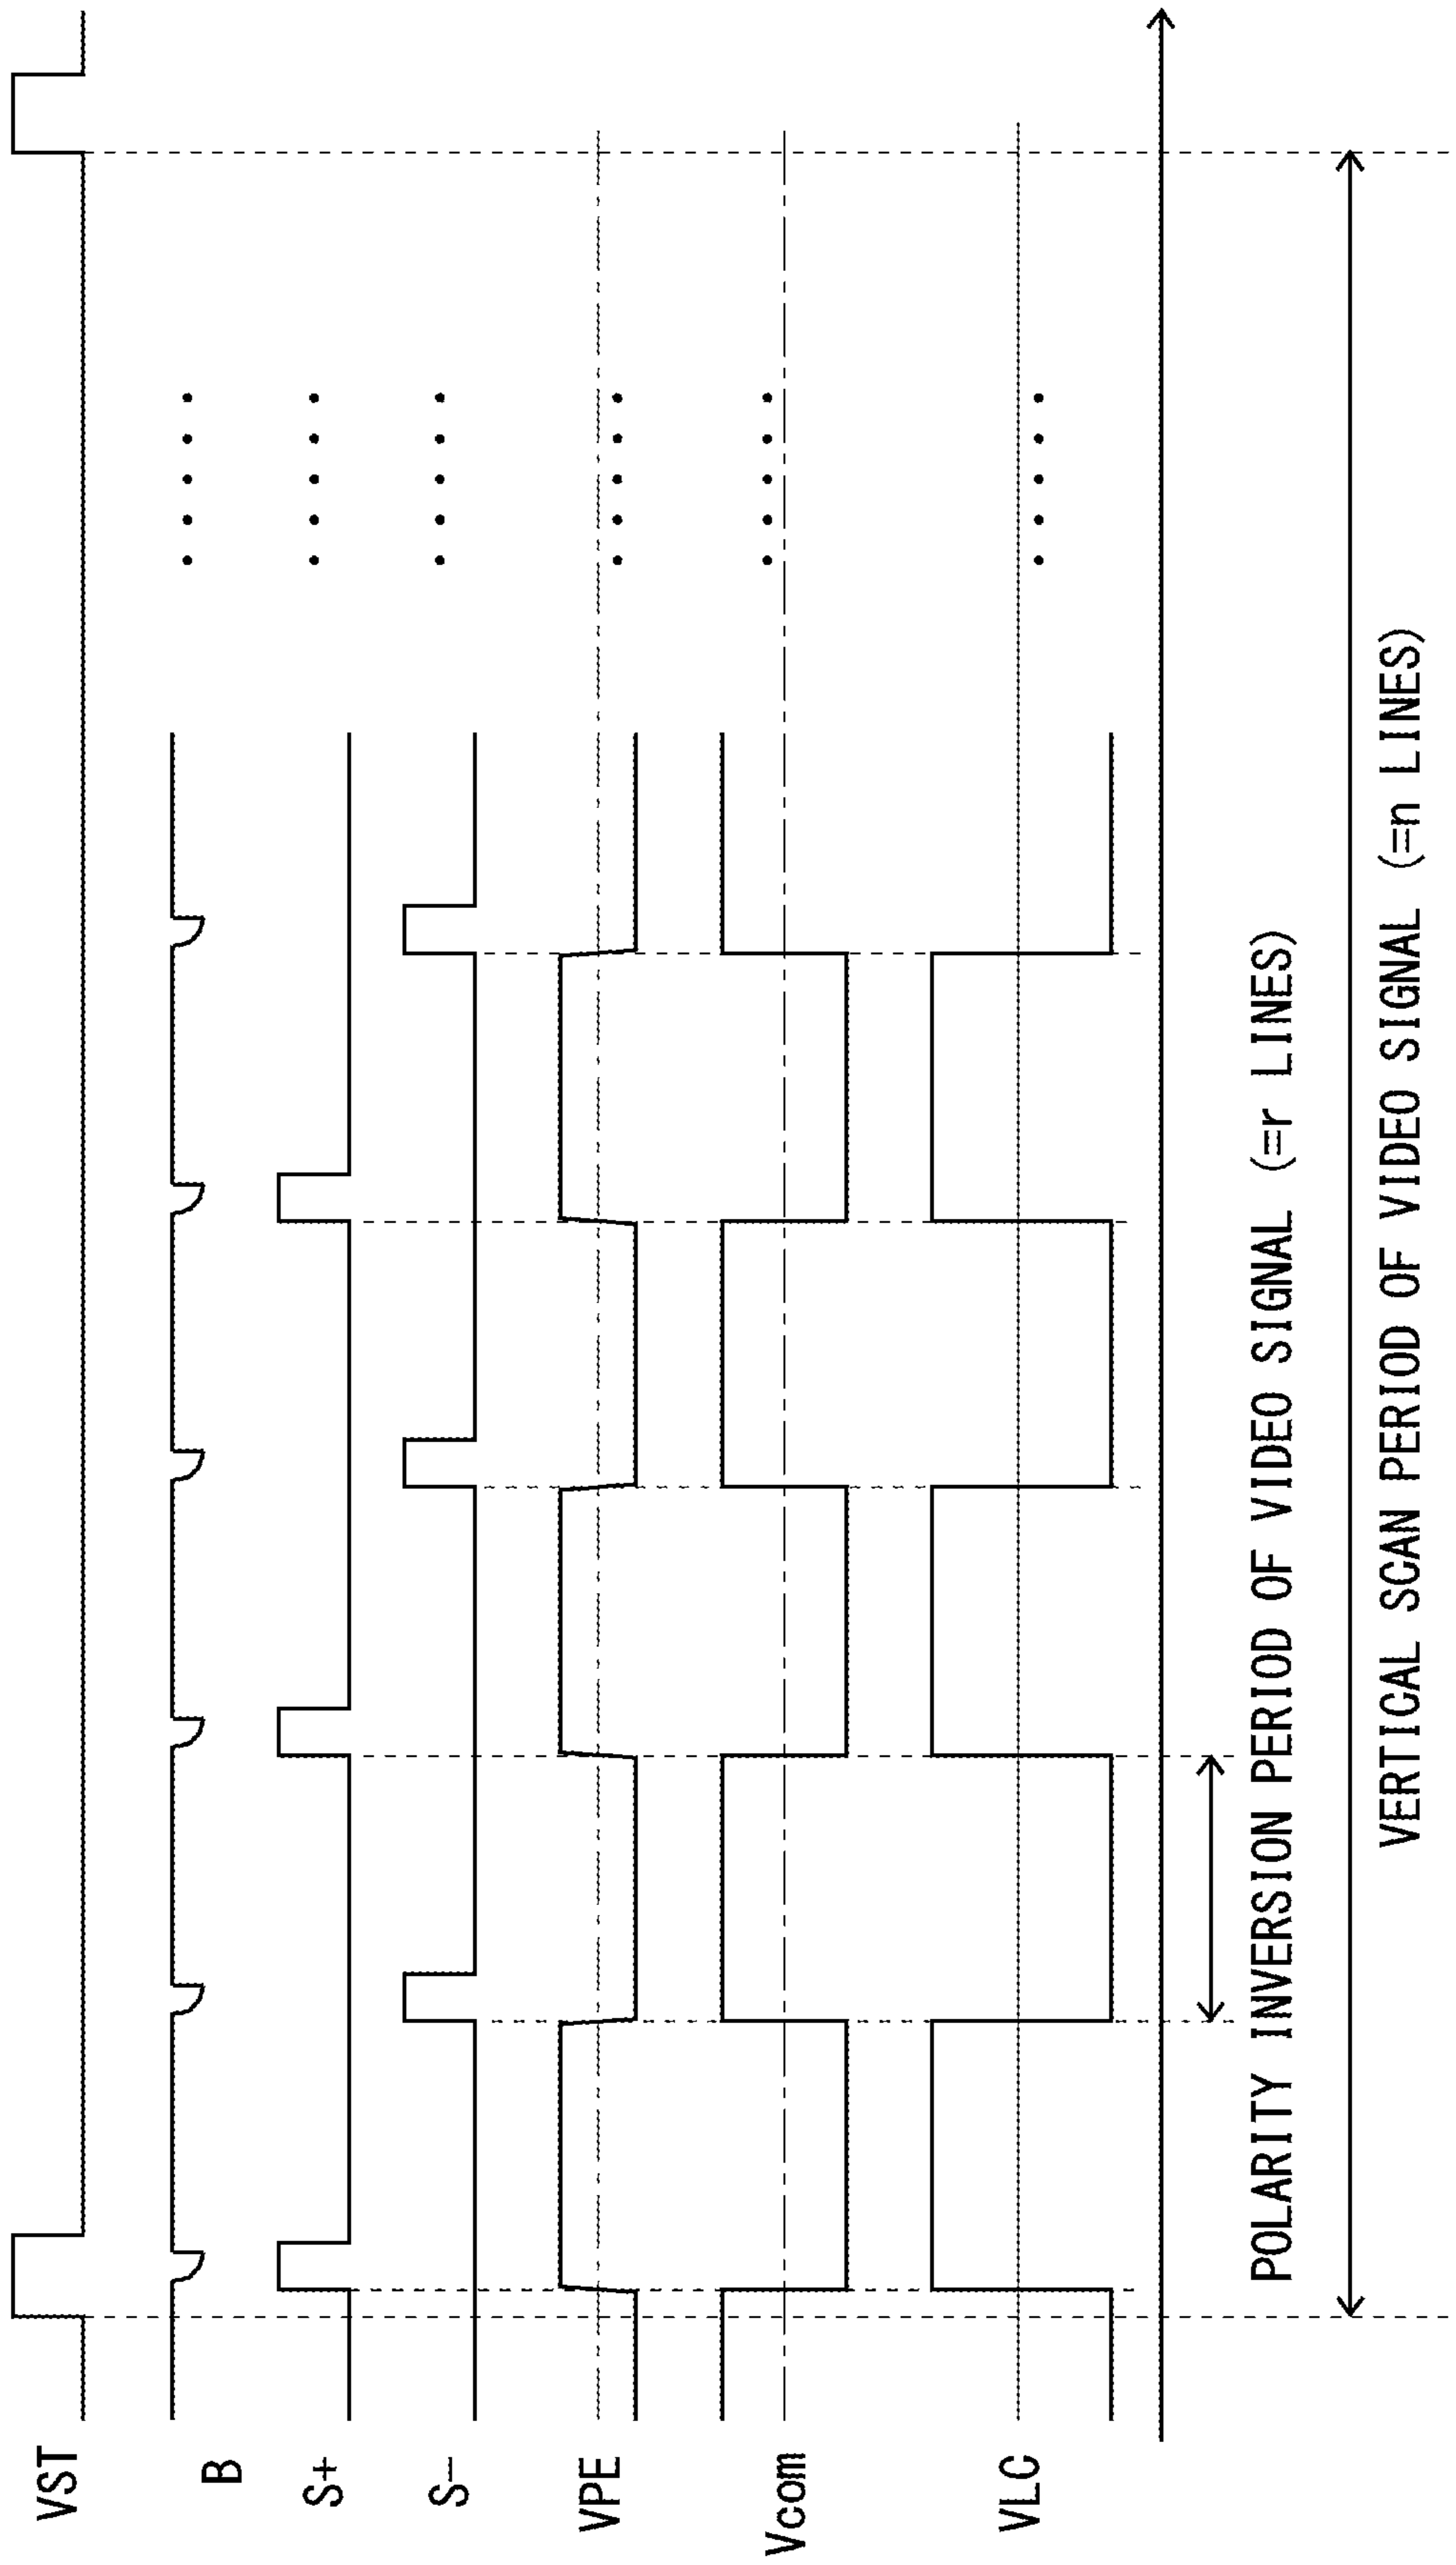 VST
B
S+
S-
VPE
Vcom
VLC
POLARITY INVERSION PERIOD OF VIDEO SIGNAL (=r LINES)
VERTICAL SCAN PERIOD OF VIDEO SIGNAL (=n LINES)